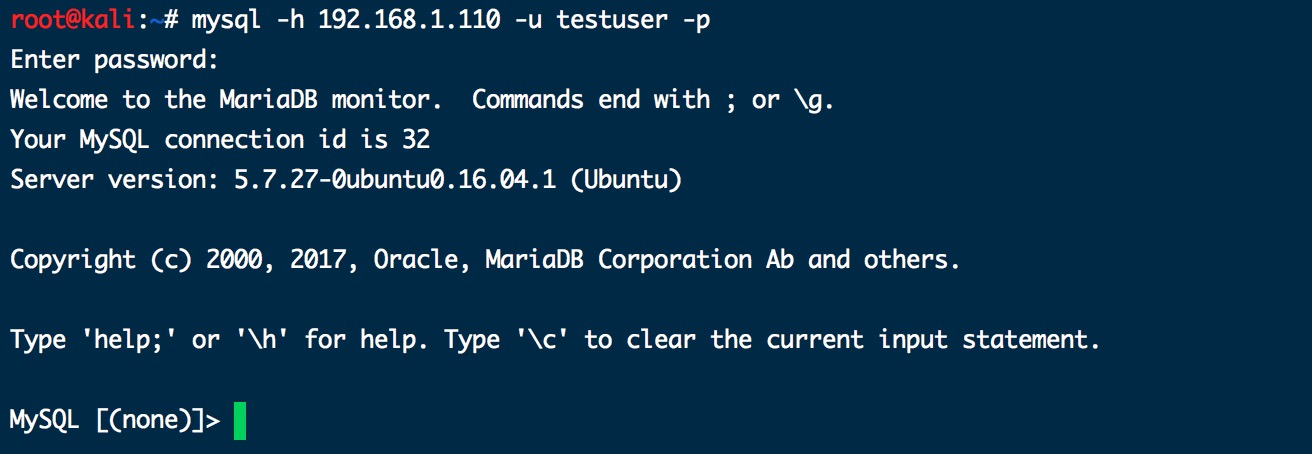 root@kali:~# mysql -h 192.168.1.110 -u testuser -p
Enter password:
Welcome to the MariaDB monitor.  Commands end with ; or \g.
Your MySQL connection id is 32
Server version: 5.7.27-0ubuntu0.16.04.1 (Ubuntu)
Copyright (c) 2000, 2017, Oracle, MariaDB Corporation Ab and others.
Type 'help;' or '\h' for help. Type '\c' to clear the current input statement.
MySQL [(none)]>